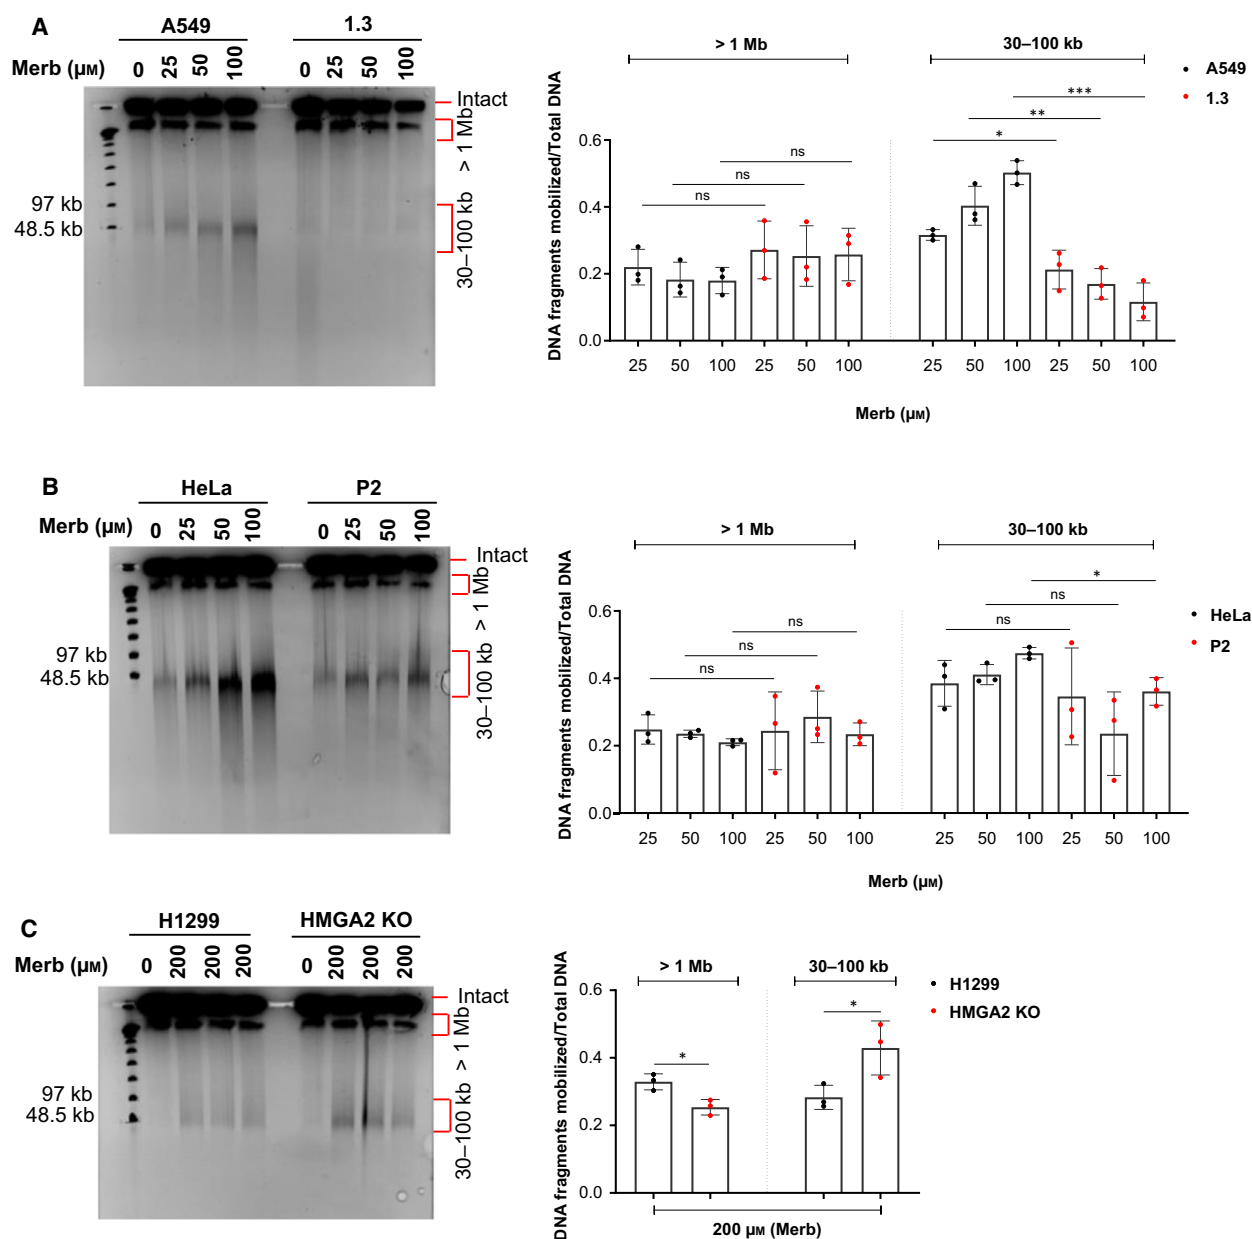 A
A549 1.3
Merb (µM) 0 25 50 100 0 25 50 100
Intact
> 1 Mb
97 kb
48.5 kb
30–100 kb
> 1 Mb 30–100 kb
A549
1.3
DNA fragments mobilized/Total DNA
0.6
0.4
0.2
0.0
ns ns ns * ** ***
25 50 100 25 50 100 25 50 100 25 50 100
Merb (µM)
B
HeLa P2
Merb (µM) 0 25 50 100 0 25 50 100
Intact
> 1 Mb
97 kb
48.5 kb
30–100 kb
> 1 Mb 30–100 kb
HeLa
P2
DNA fragments mobilized/Total DNA
0.6
0.4
0.2
0.0
ns ns ns ns ns *
25 50 100 25 50 100 25 50 100 25 50 100
Merb (µM)
C
H1299 HMGA2 KO
Merb (µM) 0 200 200 200 0 200 200 200
Intact
> 1 Mb
97 kb
48.5 kb
30–100 kb
> 1 Mb 30–100 kb
H1299
HMGA2 KO
DNA fragments mobilized/Total DNA
0.6
0.4
0.2
0.0
* *
200 µM (Merb)